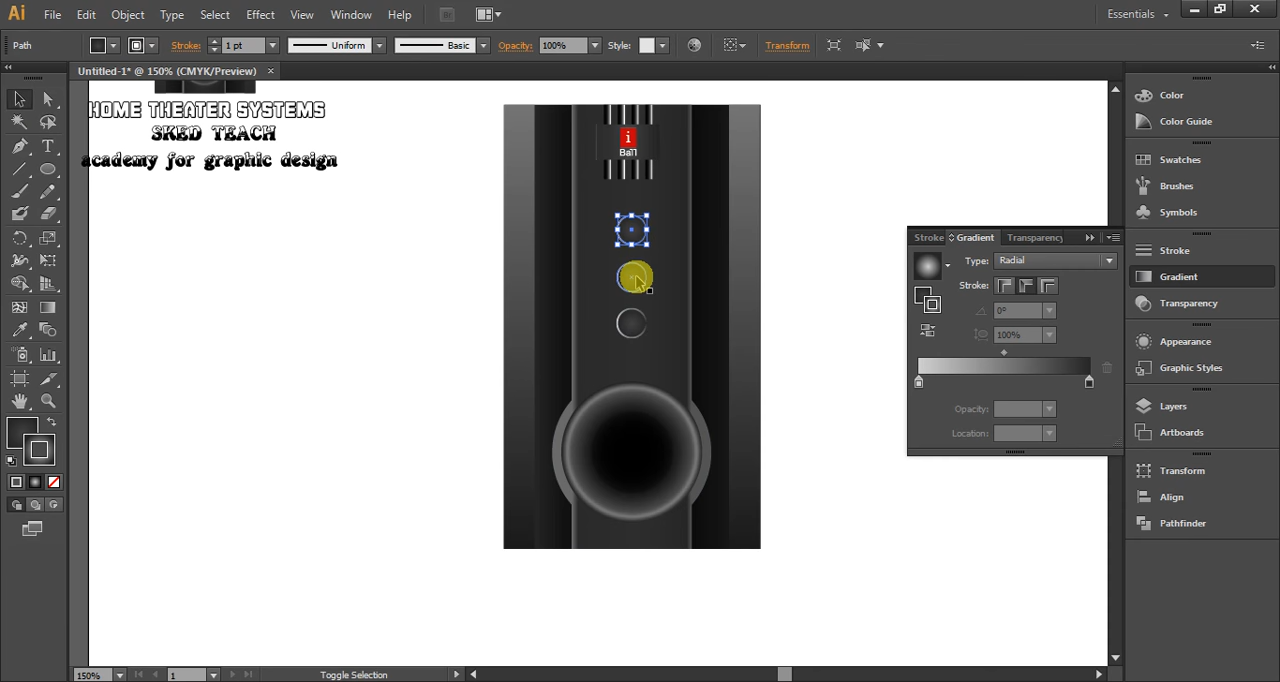 Ai File Edit Object Type Select Effect View Window Help Essentials
Path Stroke: 1 pt Uniform Basic Opacity: 100% Style: Transform
Untitled-1* @ 150% (CMYK/Preview) ×
HOME THEATER SYSTEMS
SKED TEACH
academy for graphic design
i
Ball
Stroke Gradient Transparency
Type: Radial
Stroke:
0°
100%
Opacity:
Location:
Color
Color Guide
Swatches
Brushes
Symbols
Stroke
Gradient
Transparency
Appearance
Graphic Styles
Layers
Artboards
Transform
Align
Pathfinder
150% 1 Toggle Selection